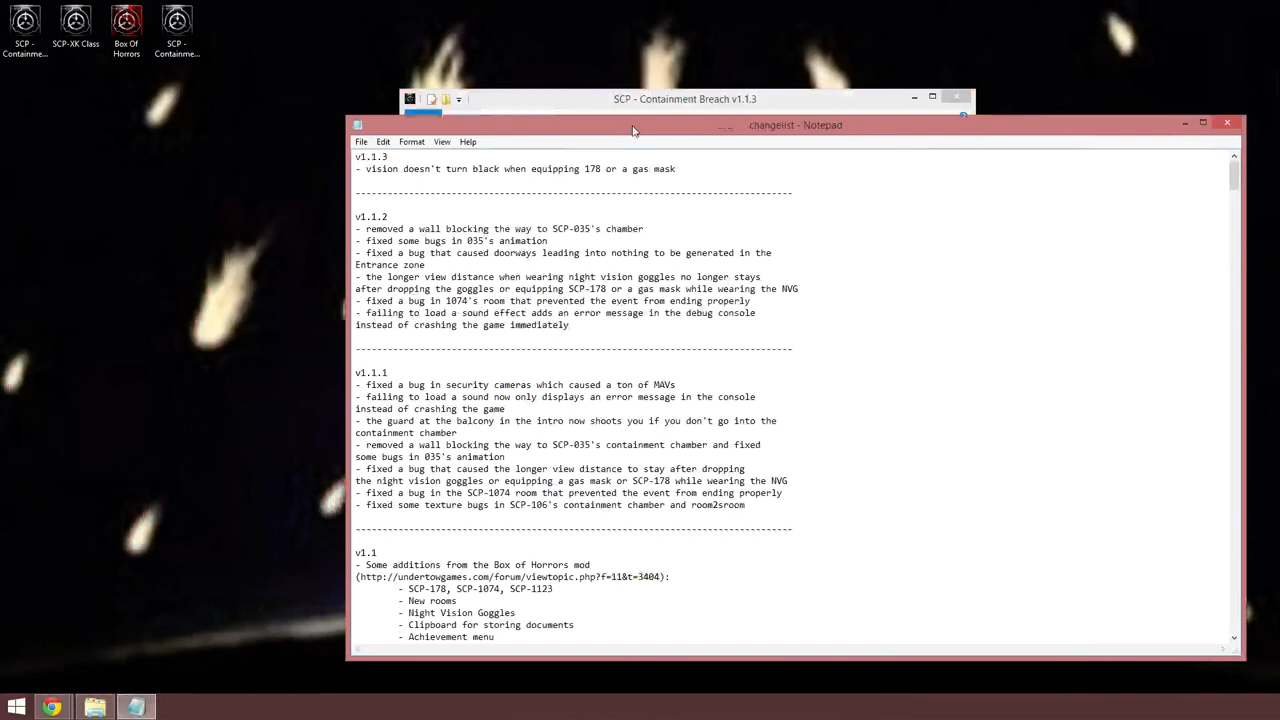 SCP -
Containme...
SCP-XK Class
Box Of
Horrors
SCP -
Containme...
SCP - Containment Breach v1.1.3
changelist - Notepad
File Edit Format View Help
v1.1.3
- vision doesn't turn black when equipping 178 or a gas mask
---------------------------------------------------------------------------------
v1.1.2
- removed a wall blocking the way to SCP-035's chamber
- fixed some bugs in 035's animation
- fixed a bug that caused doorways leading into nothing to be generated in the
Entrance zone
- the longer view distance when wearing night vision goggles no longer stays
after dropping the goggles or equipping SCP-178 or a gas mask while wearing the NVG
- fixed a bug in 1074's room that prevented the event from ending properly
- failing to load a sound effect adds an error message in the debug console
instead of crashing the game immediately
---------------------------------------------------------------------------------
v1.1.1
- fixed a bug in security cameras which caused a ton of MAVs
- failing to load a sound now only displays an error message in the console
instead of crashing the game
- the guard at the balcony in the intro now shoots you if you don't go into the
containment chamber
- removed a wall blocking the way to SCP-035's containment chamber and fixed
some bugs in 035's animation
- fixed a bug that caused the longer view distance to stay after dropping
the night vision goggles or equipping a gas mask or SCP-178 while wearing the NVG
- fixed a bug in the SCP-1074 room that prevented the event from ending properly
- fixed some texture bugs in SCP-106's containment chamber and room2sroom
---------------------------------------------------------------------------------
v1.1
- Some additions from the Box of Horrors mod
(http://undertowgames.com/forum/viewtopic.php?f=11&t=3404):
- SCP-178, SCP-1074, SCP-1123
- New rooms
- Night Vision Goggles
- Clipboard for storing documents
- Achievement menu